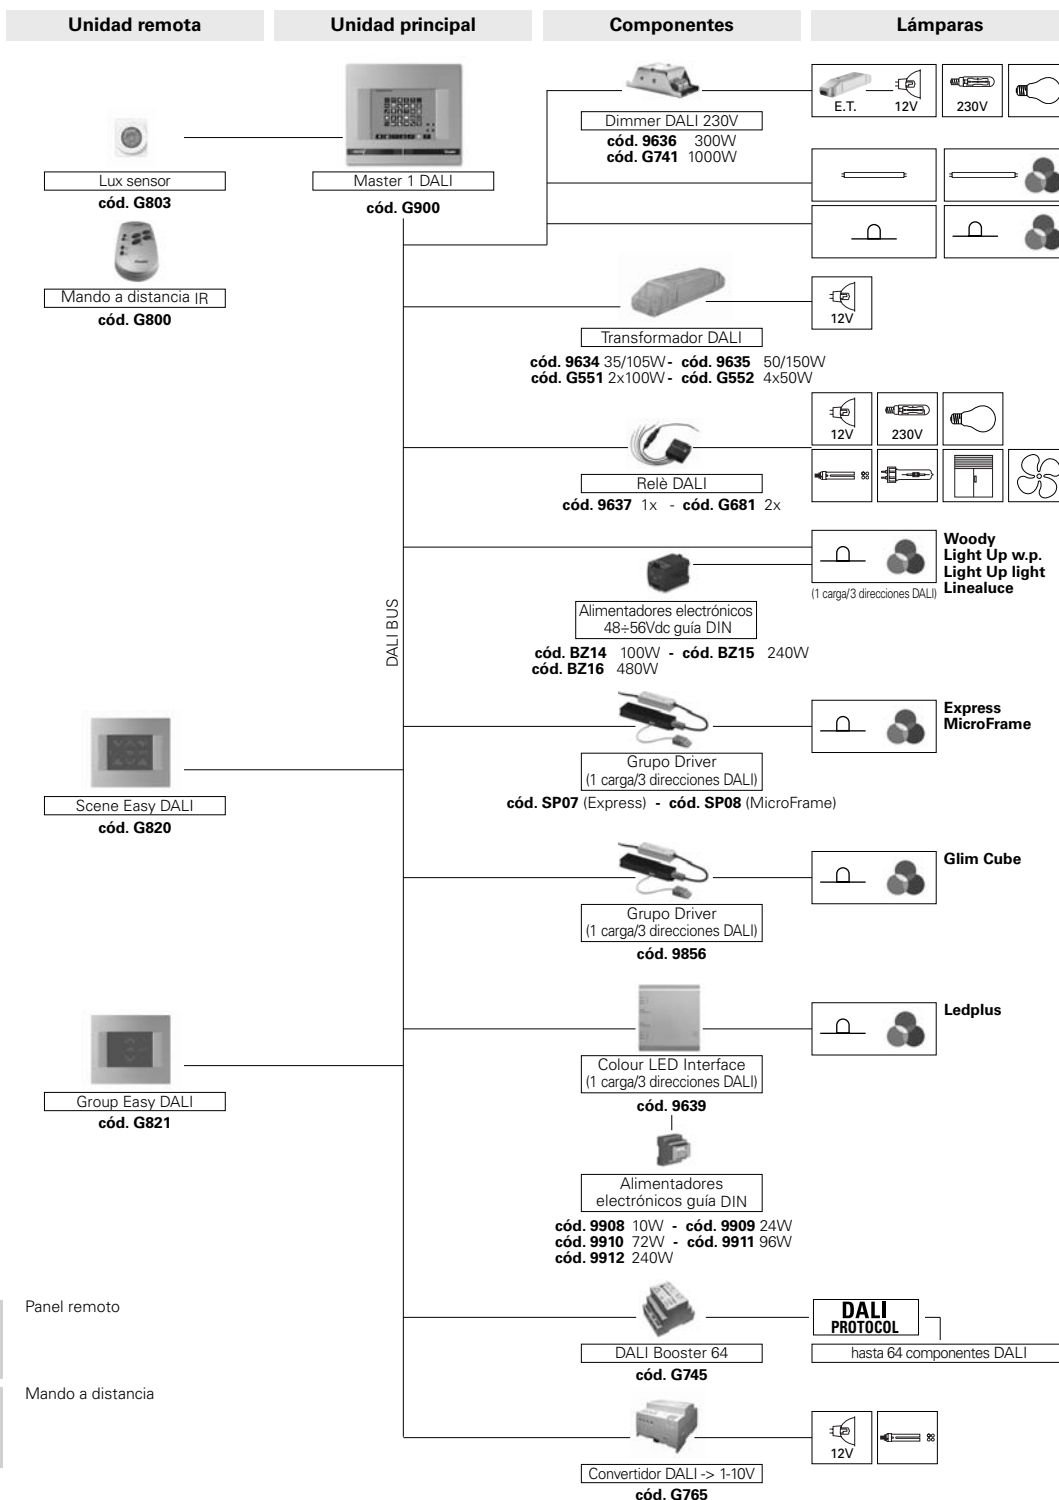 Unidad remota
Unidad principal
Componentes
Lámparas
E.T.
12V
230V
Dimmer DALI 230V
cód. 9636 300W
cód. G741 1000W
Lux sensor
cód. G803
Master 1 DALI
cód. G900
Mando a distancia IR
cód. G800
12V
Transformador DALI
cód. 9634 35/105W - cód. 9635 50/150W
cód. G551 2x100W - cód. G552 4x50W
12V
230V
Relè DALI
cód. 9637 1x - cód. G681 2x
DALI BUS
Woody
Light Up w.p.
Light Up light
Linealuce
(1 carga/3 direcciones DALI)
Alimentadores electrónicos
48÷56Vdc guía DIN
cód. BZ14 100W - cód. BZ15 240W
cód. BZ16 480W
Express
MicroFrame
Grupo Driver
(1 carga/3 direcciones DALI)
cód. SP07 (Express) - cód. SP08 (MicroFrame)
Scene Easy DALI
cód. G820
Glim Cube
Grupo Driver
(1 carga/3 direcciones DALI)
cód. 9856
Ledplus
Colour LED Interface
(1 carga/3 direcciones DALI)
cód. 9639
Group Easy DALI
cód. G821
Alimentadores
electrónicos guía DIN
cód. 9908 10W - cód. 9909 24W
cód. 9910 72W - cód. 9911 96W
cód. 9912 240W
Panel remoto
DALI
PROTOCOL
DALI Booster 64
hasta 64 componentes DALI
cód. G745
Mando a distancia
12V
Convertidor DALI -> 1-10V
cód. G765